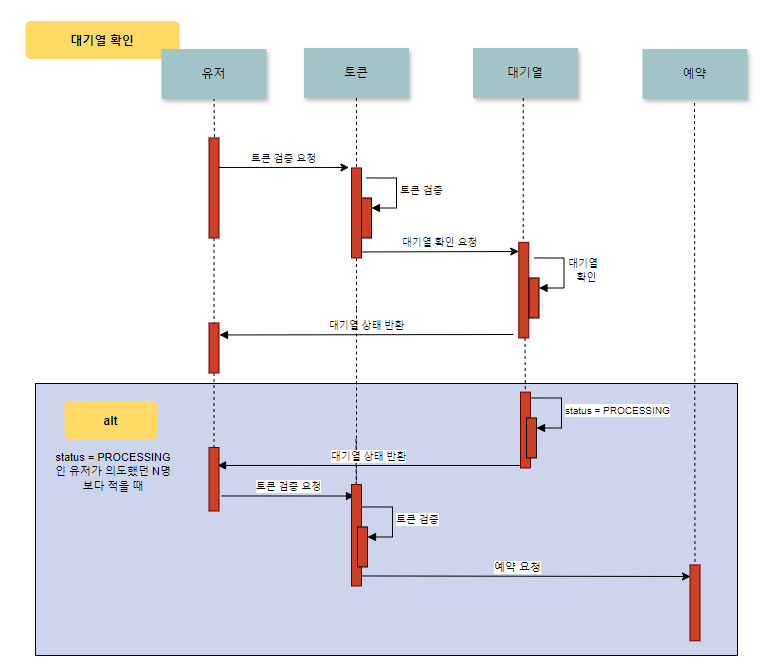 대기열 확인
유저
토큰
대기열
예약
토큰 검증 요청
토큰 검증
대기열 확인 요청
대기열
확인
대기열 상태 반환
alt
status = PROCESSING
인 유저가 의도했던 N명
보다 적을 때
status = PROCESSING
대기열 상태 반환
토큰 검증 요청
토큰 검증
예약 요청